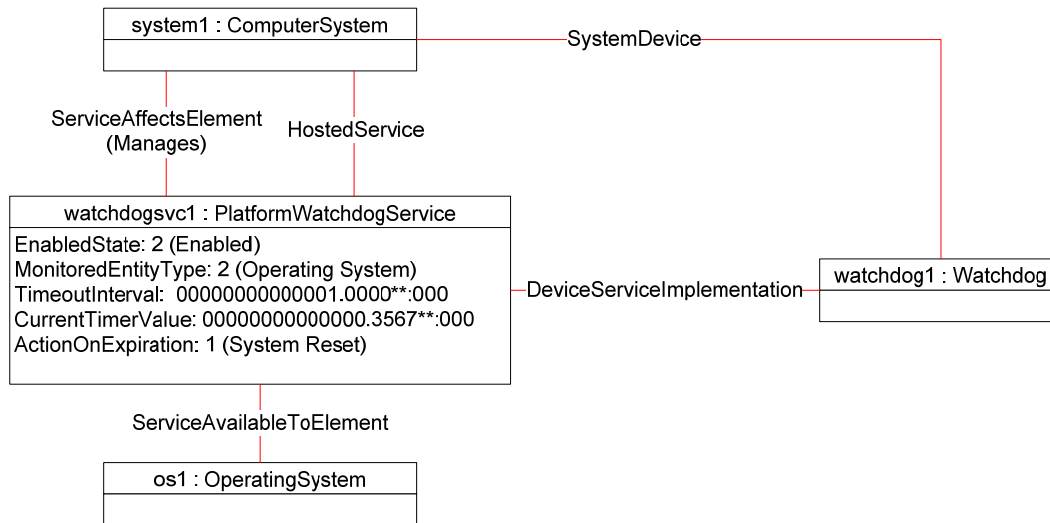 system1 : ComputerSystem
SystemDevice
ServiceAffectsElement
(Manages)
HostedService
watchdogsvc1 : PlatformWatchdogService
EnabledState: 2 (Enabled)
MonitoredEntityType: 2 (Operating System)
TimeoutInterval:  00000000000001.0000**:000
CurrentTimerValue: 00000000000000.3567**:000
ActionOnExpiration: 1 (System Reset)
DeviceServiceImplementation
watchdog1 : Watchdog
ServiceAvailableToElement
os1 : OperatingSystem